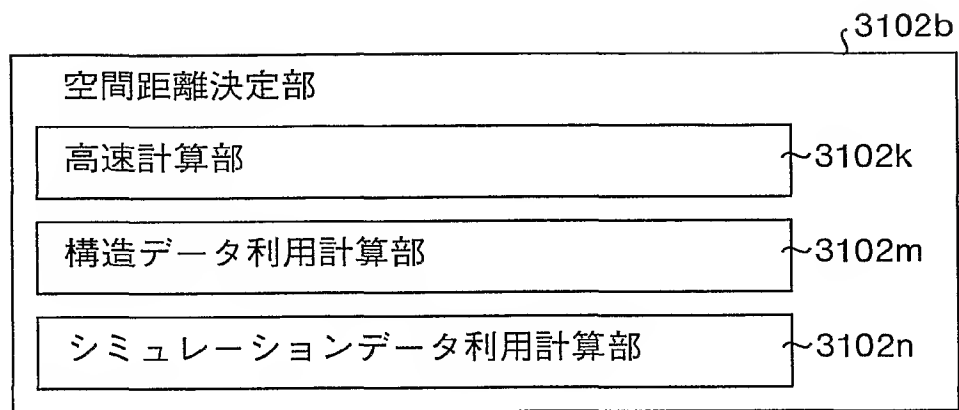 3102b
空間距離決定部
高速計算部 3102k
構造データ利用計算部 3102m
シミュレーションデータ利用計算部 3102n